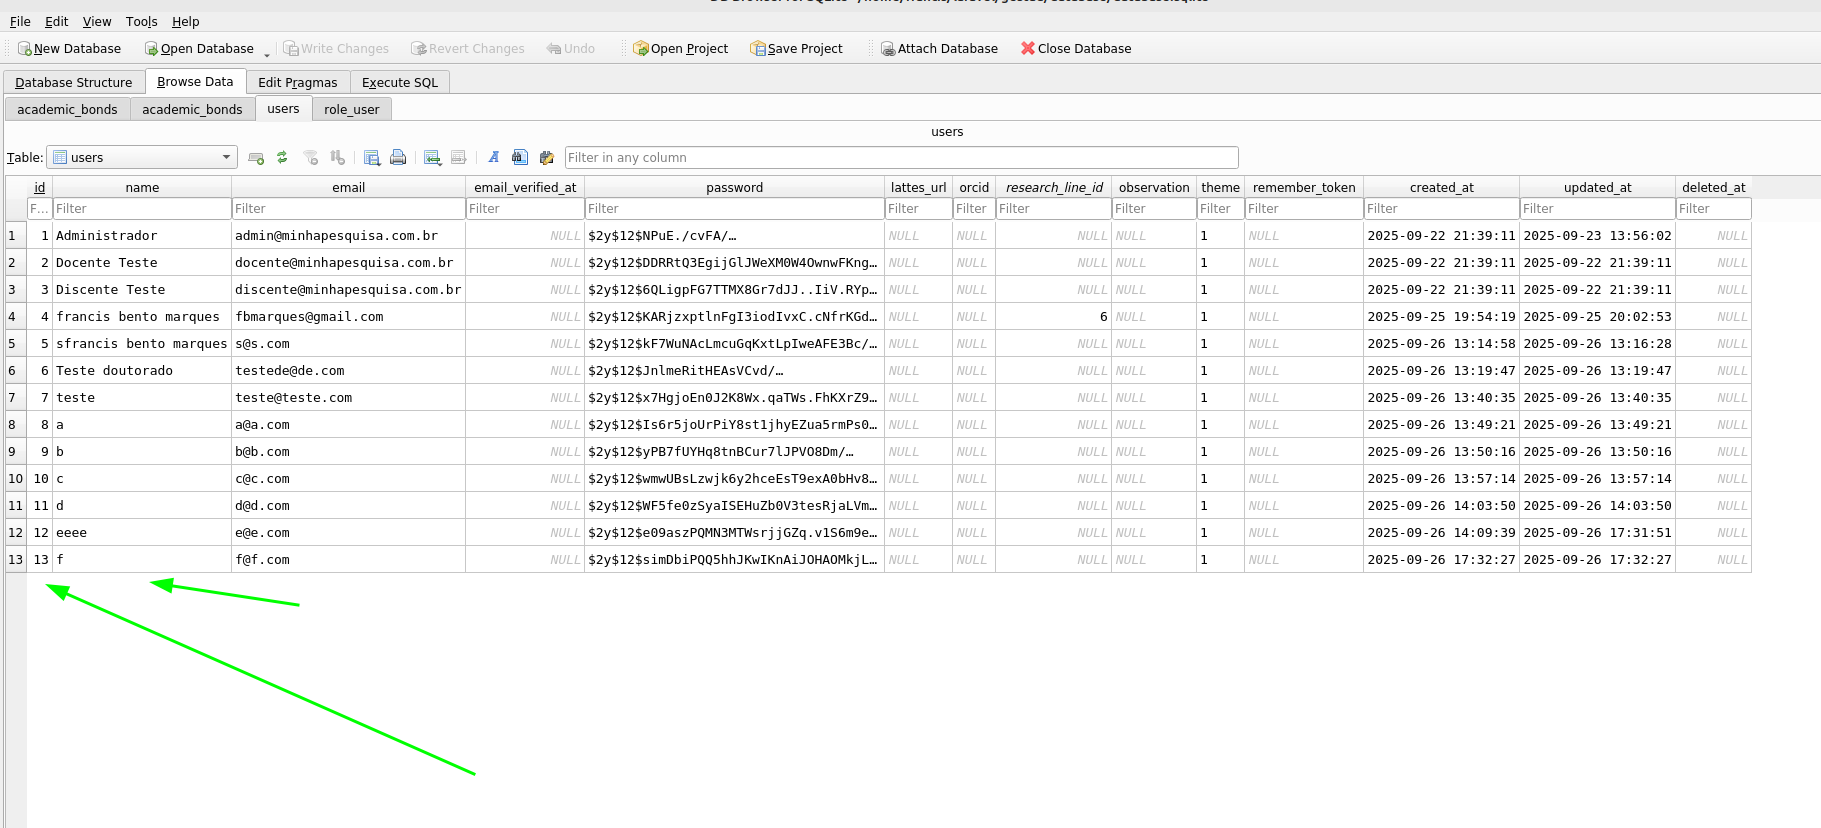 File Edit View Tools Help
New Database Open Database Write Changes Revert Changes Undo Open Project Save Project Attach Database Close Database
Database Structure Browse Data Edit Pragmas Execute SQL
academic_bonds academic_bonds users role_user
users
Table: users Filter in any column
id name email email_verified_at password lattes_url orcid research_line_id observation theme remember_token created_at updated_at deleted_at
F... Filter Filter Filter Filter Filter Filter Filter Filter Filter Filter Filter Filter Filter
1 1 Administrador admin@minhapesquisa.com.br NULL $2y$12$NPuE./cvFA/… NULL NULL NULL NULL 1 NULL 2025-09-22 21:39:11 2025-09-23 13:56:02 NULL
2 2 Docente Teste docente@minhapesquisa.com.br NULL $2y$12$DDRRtQ3EgijGlJWeXM0W4OwnwFKng… NULL NULL NULL NULL 1 NULL 2025-09-22 21:39:11 2025-09-22 21:39:11 NULL
3 3 Discente Teste discente@minhapesquisa.com.br NULL $2y$12$6QLigpFG7TTMX8Gr7dJJ..IiV.RYp… NULL NULL NULL NULL 1 NULL 2025-09-22 21:39:11 2025-09-22 21:39:11 NULL
4 4 francis bento marques fbmarques@gmail.com NULL $2y$12$KARjzxptlnFgI3iodIvxC.cNfrKGd… NULL NULL 6 NULL 1 NULL 2025-09-25 19:54:19 2025-09-25 20:02:53 NULL
5 5 sfrancis bento marques s@s.com NULL $2y$12$kF7WuNAcLmcuGqKxtLpIweAFE3Bc/… NULL NULL NULL NULL 1 NULL 2025-09-26 13:14:58 2025-09-26 13:16:28 NULL
6 6 Teste doutorado testede@de.com NULL $2y$12$JnlmeRitHEAsVCvd/… NULL NULL NULL NULL 1 NULL 2025-09-26 13:19:47 2025-09-26 13:19:47 NULL
7 7 teste teste@teste.com NULL $2y$12$x7HgjoEn0J2K8Wx.qaTWs.FhKXrZ9… NULL NULL NULL NULL 1 NULL 2025-09-26 13:40:35 2025-09-26 13:40:35 NULL
8 8 a a@a.com NULL $2y$12$Is6r5joUrPiY8st1jhyEZua5rmPs0… NULL NULL NULL NULL 1 NULL 2025-09-26 13:49:21 2025-09-26 13:49:21 NULL
9 9 b b@b.com NULL $2y$12$yPB7fUYHq8tnBCur7lJPVO8Dm/… NULL NULL NULL NULL 1 NULL 2025-09-26 13:50:16 2025-09-26 13:50:16 NULL
10 10 c c@c.com NULL $2y$12$wmwUBsLzwjk6y2hceEsT9exA0bHv8… NULL NULL NULL NULL 1 NULL 2025-09-26 13:57:14 2025-09-26 13:57:14 NULL
11 11 d d@d.com NULL $2y$12$WF5fe0zSyaISEHuZb0V3tesRjaLVm… NULL NULL NULL NULL 1 NULL 2025-09-26 14:03:50 2025-09-26 14:03:50 NULL
12 12 eeee e@e.com NULL $2y$12$e09aszPQMN3MTWsrjjGZq.v1S6m9e… NULL NULL NULL NULL 1 NULL 2025-09-26 14:09:39 2025-09-26 17:31:51 NULL
13 13 f f@f.com NULL $2y$12$simDbiPQQ5hhJKwIKnAiJOHAOMkjL… NULL NULL NULL NULL 1 NULL 2025-09-26 17:32:27 2025-09-26 17:32:27 NULL